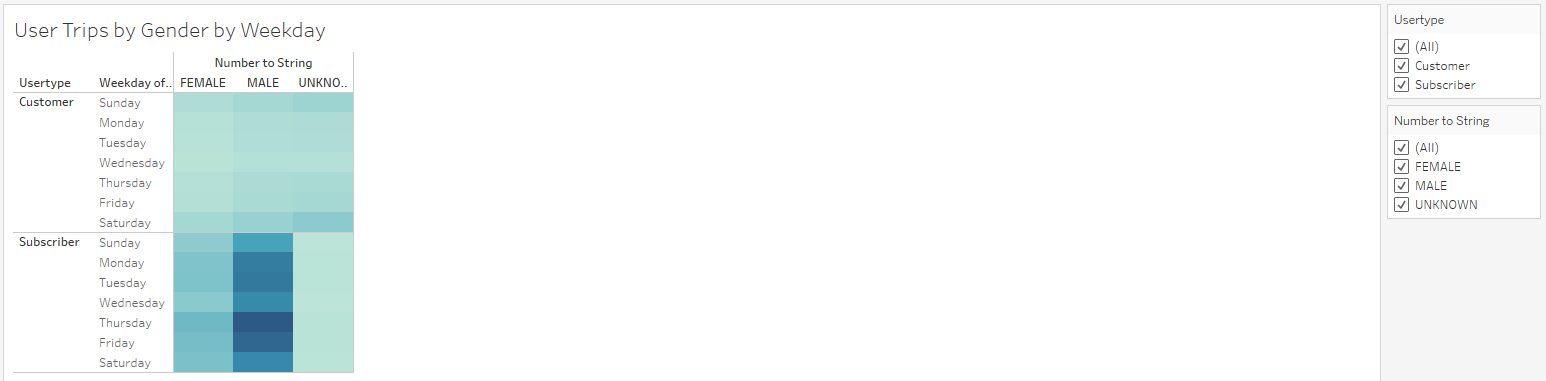 User Trips by Gender by Weekday
Number to String
Usertype Weekday of.. FEMALE MALE UNKNO..
Customer Sunday
Monday
Tuesday
Wednesday
Thursday
Friday
Saturday
Subscriber Sunday
Monday
Tuesday
Wednesday
Thursday
Friday
Saturday
Usertype
(All)
Customer
Subscriber
Number to String
(All)
FEMALE
MALE
UNKNOWN